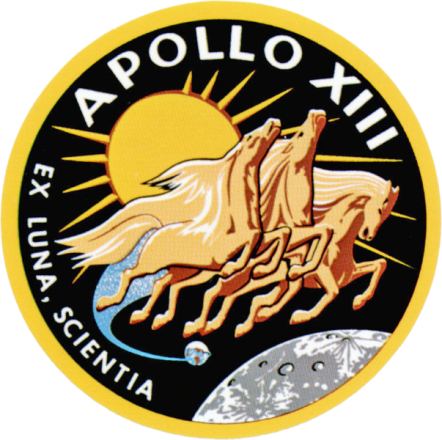 APOLLO XIII
EX LUNA, SCIENTIA